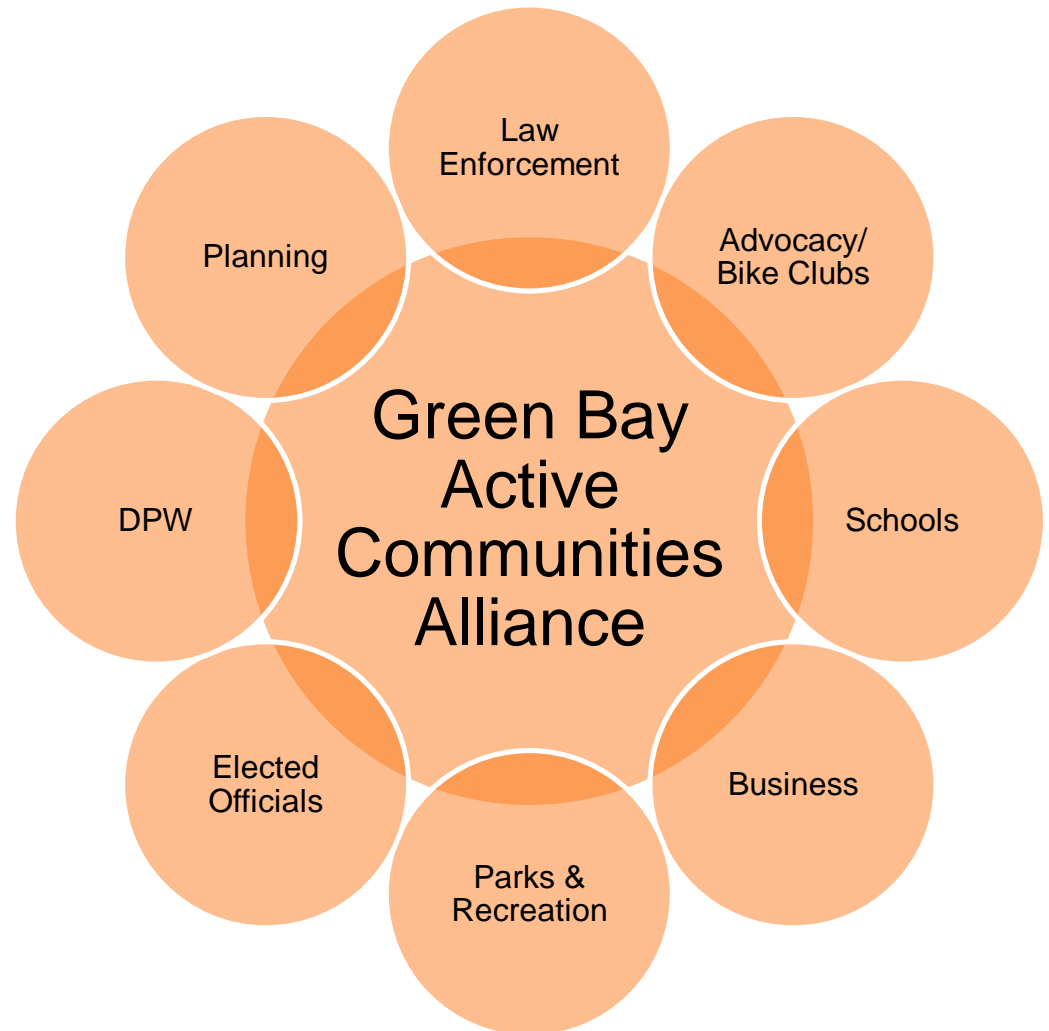 Law
Enforcement
Advocacy/
Bike Clubs
Planning
Green Bay
Active
Communities
Alliance
DPW
Schools
Elected
Officials
Business
Parks &
Recreation